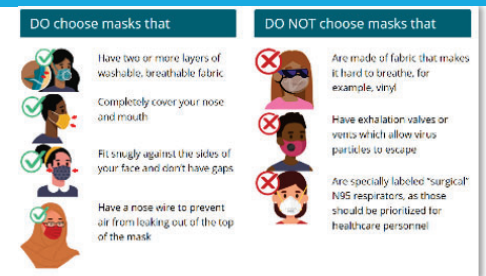 DO choose masks that
Have two or more layers of
washable, breathable fabric
Completely cover your nose
and mouth
Fit snugly against the sides of
your face and don't have gaps
Have a nose wire to prevent
air from leaking out of the top
of the mask
DO NOT choose masks that
Are made of fabric that makes
it hard to breathe, for
example, vinyl
Have exhalation valves or
vents which allow virus
particles to escape
Are specially labeled "surgical"
N95 respirators, as those
should be prioritized for
healthcare personnel